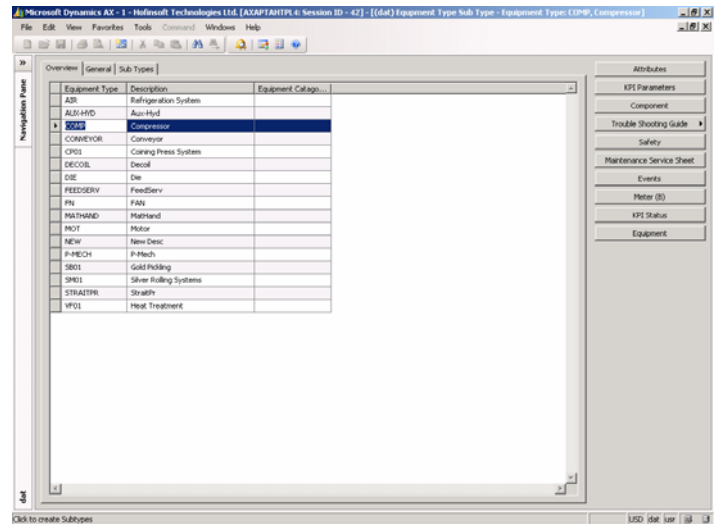 Microsoft Dynamics AX - 1 - Hofinsoft Technologies Ltd. [AXAPTAHTPL4: Session ID - 42] - [(dat) Equpment Type Sub Type - Equipment Type: COMP, Compressor]
File Edit View Favorites Tools Command Windows Help
Navigation Pane
dat
Overview General Sub Types
Equipment Type Description Equipment Catago...
AIR Refrigeration System
AUX-HYD Aux-Hyd
COMP Compressor
CONVEYOR Conveyor
CP01 Coining Press System
DECOIL Decoil
DIE Die
FEEDSERV FeedServ
FN FAN
MATHAND MatHand
MOT Motor
NEW New Desc
P-MECH P-Mech
SB01 Gold Pickling
SM01 Silver Rolling Systems
STRAITPR StraitPr
VF01 Heat Treatment
Attributes
KPI Parameters
Component
Trouble Shooting Guide
Safety
Maintenance Service Sheet
Events
Meter (B)
KPI Status
Equipment
Click to create Subtypes
USD dat usr